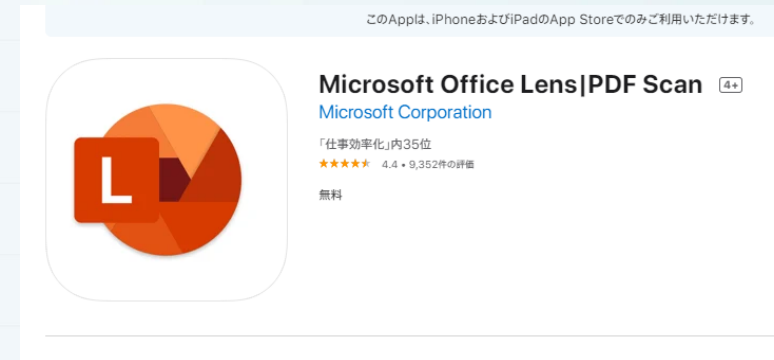 このAppは、iPhoneおよびiPadのApp Storeでのみご利用いただけます。
Microsoft Office Lens|PDF Scan 4+
Microsoft Corporation
「仕事効率化」内35位
★★★★★ 4.4 • 9,352件の評価
無料
L